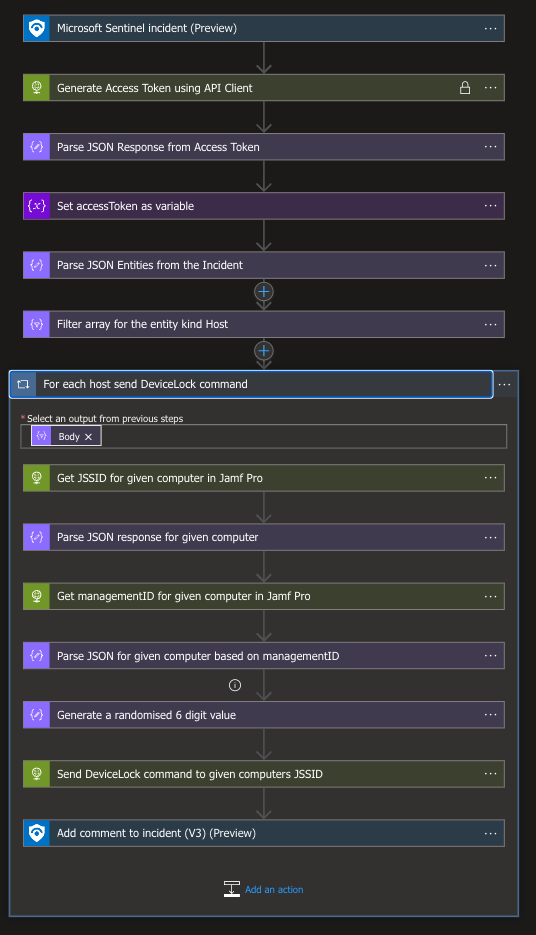 Microsoft Sentinel incident (Preview)
Generate Access Token using API Client
Parse JSON Response from Access Token
{x} Set accessToken as variable
Parse JSON Entities from the Incident
Filter array for the entity kind Host
For each host send DeviceLock command
* Select an output from previous steps
Body ×
Get JSSID for given computer in Jamf Pro
Parse JSON response for given computer
Get managementID for given computer in Jamf Pro
Parse JSON for given computer based on managementID
Generate a randomised 6 digit value
Send DeviceLock command to given computers JSSID
Add comment to incident (V3) (Preview)
Add an action